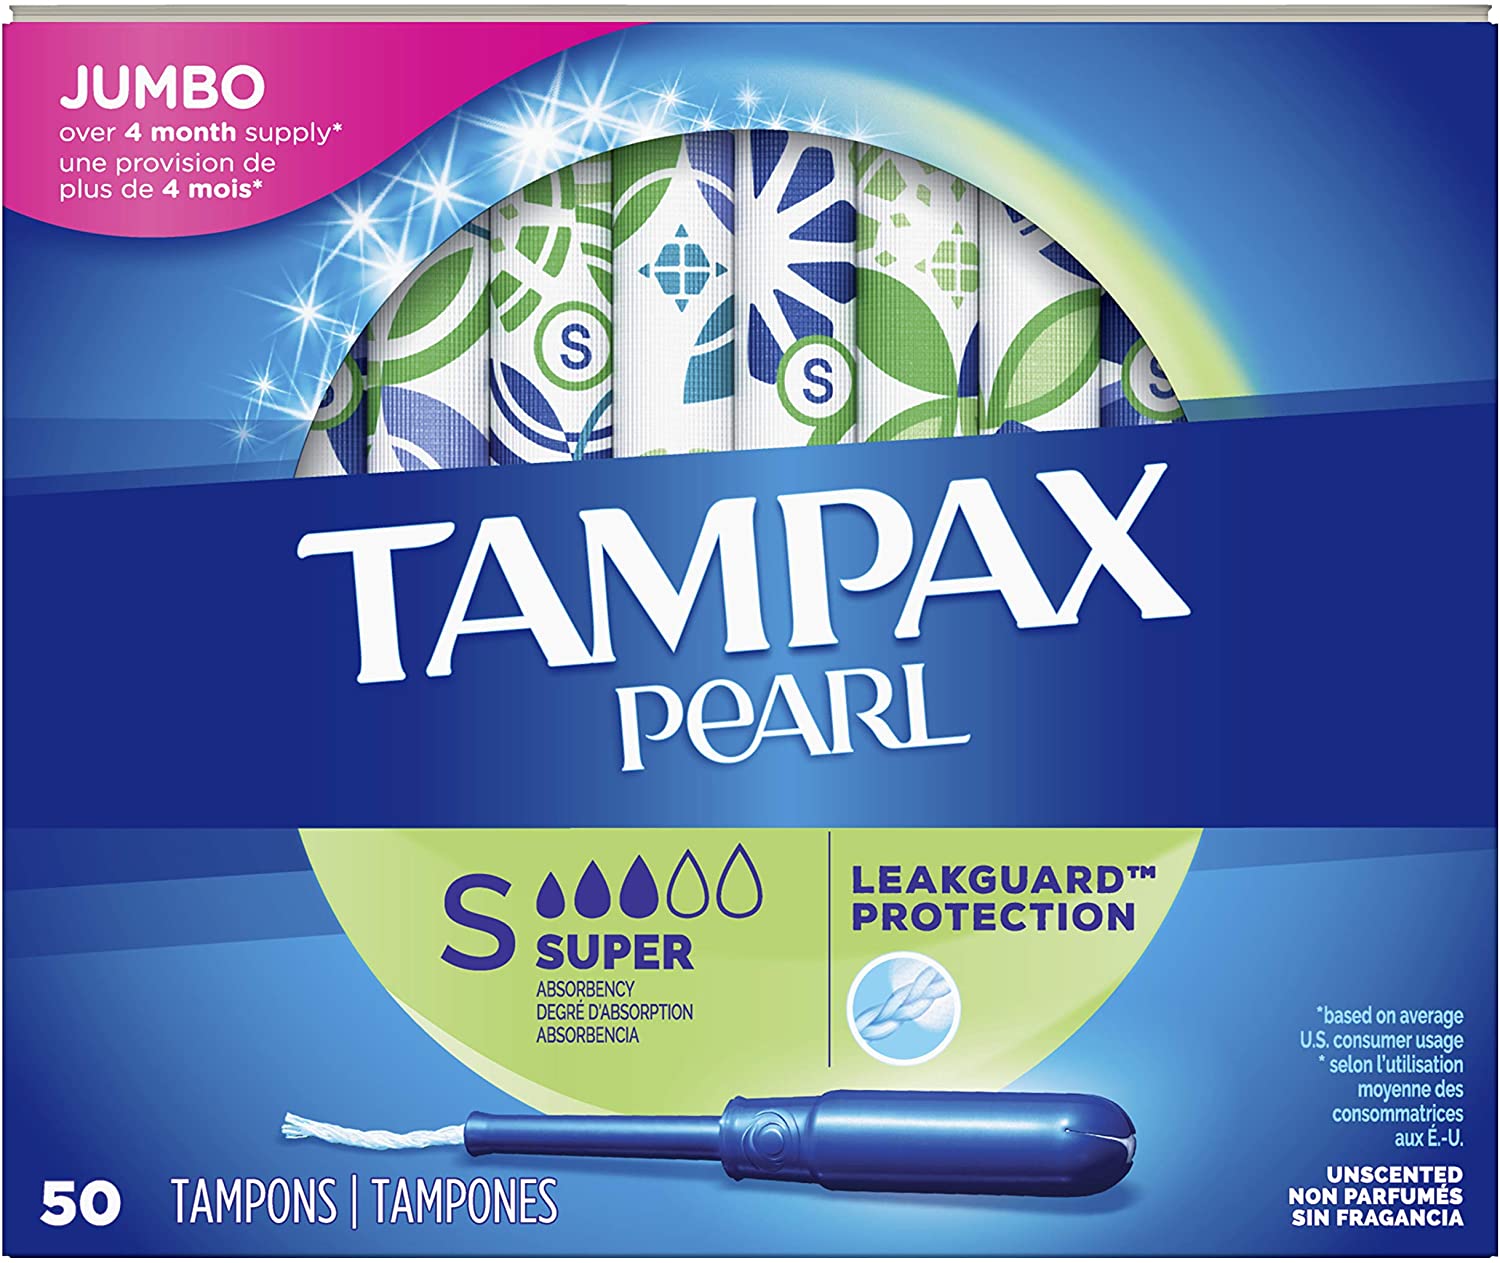 JUMBO
over 4 month supply*
une provision de
plus de 4 mois*
S
S
S
S
TAMPAX
PEARL
S
SUPER
ABSORBENCY
DEGRÉ D'ABSORPTION
ABSORBENCIA
LEAKGUARD™
PROTECTION
*based on average
U.S. consumer usage
* selon l'utilisation
moyenne des
consommatrices
aux É.-U.
50 TAMPONS | TAMPONES
UNSCENTED
NON PARFUMÉS
SIN FRAGANCIA